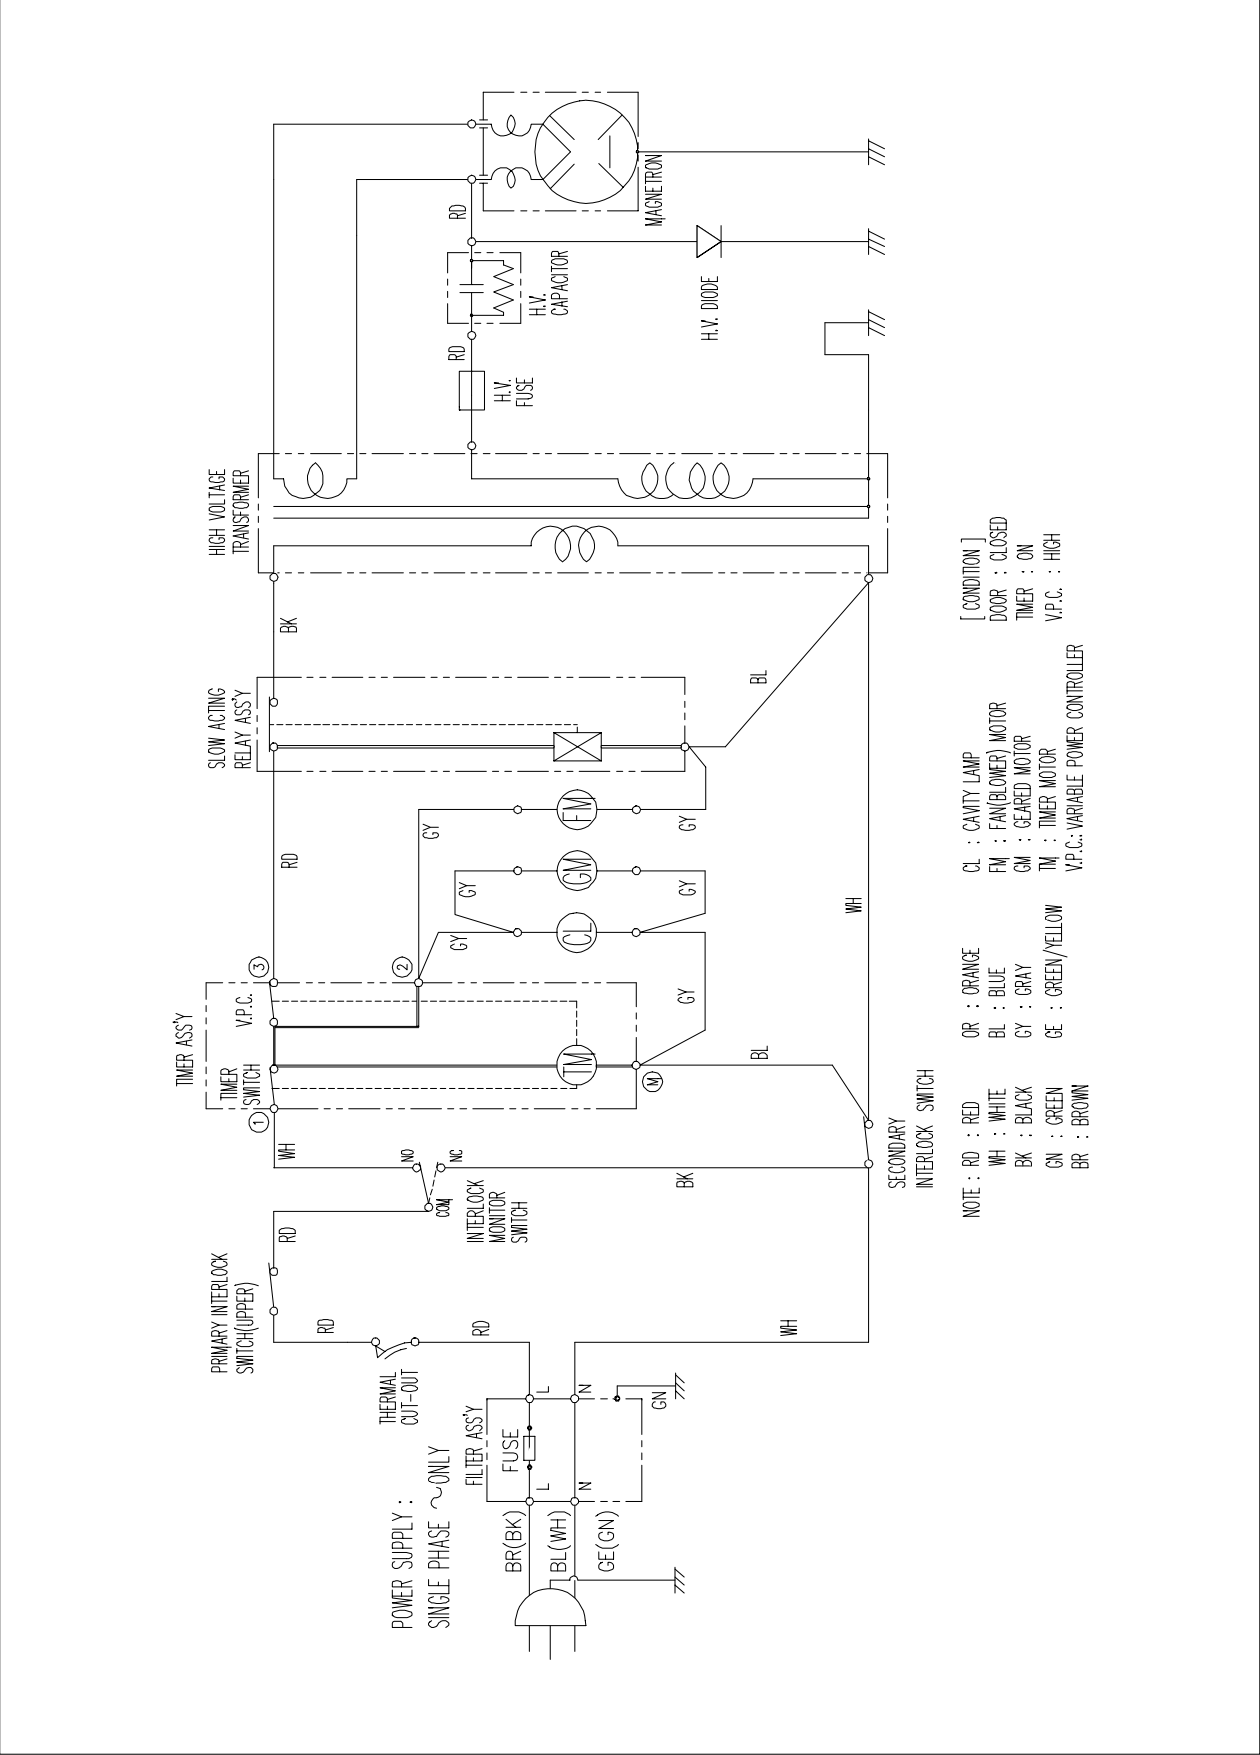 POWER SUPPLY :
SINGLE PHASE ~ONLY
BR(BK)
BL(WH)
GE(GN)
FILTER ASS'Y
FUSE
L
N
L
N
GN
THERMAL
CUT-OUT
RD
RD
WH
PRIMARY INTERLOCK
SWITCH(UPPER)
RD
COM
NO
NC
INTERLOCK
MONITOR
SWITCH
WH
BK
SECONDARY
INTERLOCK SWITCH
TIMER ASS'Y
TIMER
SWITCH
V.P.C.
1
3
2
M
TM
BL
GY
GY
CL
GY
GM
GY
GY
FM
GY
RD
WH
SLOW ACTING
RELAY ASS'Y
BL
BK
HIGH VOLTAGE
TRANSFORMER
H.V.
FUSE
RD
H.V.
CAPACITOR
RD
H.V. DIODE
MAGNETRON
NOTE : RD : RED
WH : WHITE
BK : BLACK
GN : GREEN
BR : BROWN
OR : ORANGE
BL : BLUE
GY : GRAY
GE : GREEN/YELLOW
CL : CAVITY LAMP
FM : FAN(BLOWER) MOTOR
GM : GEARED MOTOR
TM : TIMER MOTOR
V.P.C.: VARIABLE POWER CONTROLLER
[ CONDITION ]
DOOR : CLOSED
TIMER : ON
V.P.C. : HIGH